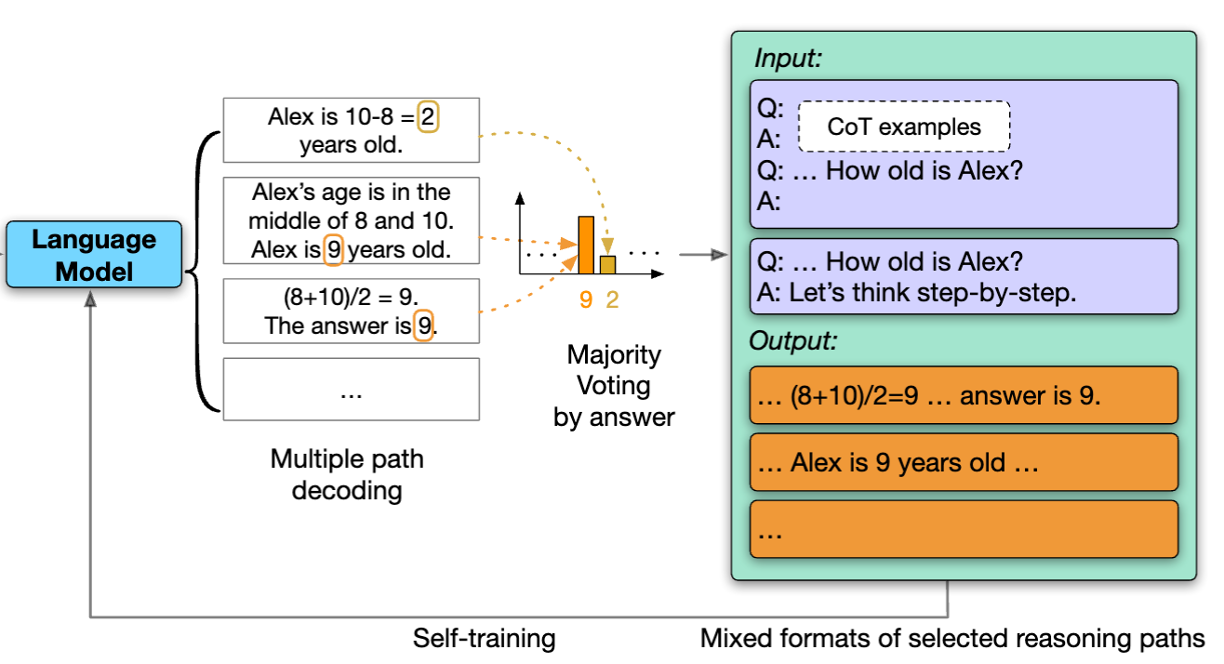 Language
Model
Alex is 10-8 = 2
years old.
Alex's age is in the
middle of 8 and 10.
Alex is 9 years old.
(8+10)/2 = 9.
The answer is 9.
...
Multiple path
decoding
... ...
9 2
Majority
Voting
by answer
Input:
Q:
A:
CoT examples
Q: ... How old is Alex?
A:
Q: ... How old is Alex?
A: Let's think step-by-step.
Output:
... (8+10)/2=9 ... answer is 9.
... Alex is 9 years old ...
...
Self-training
Mixed formats of selected reasoning paths